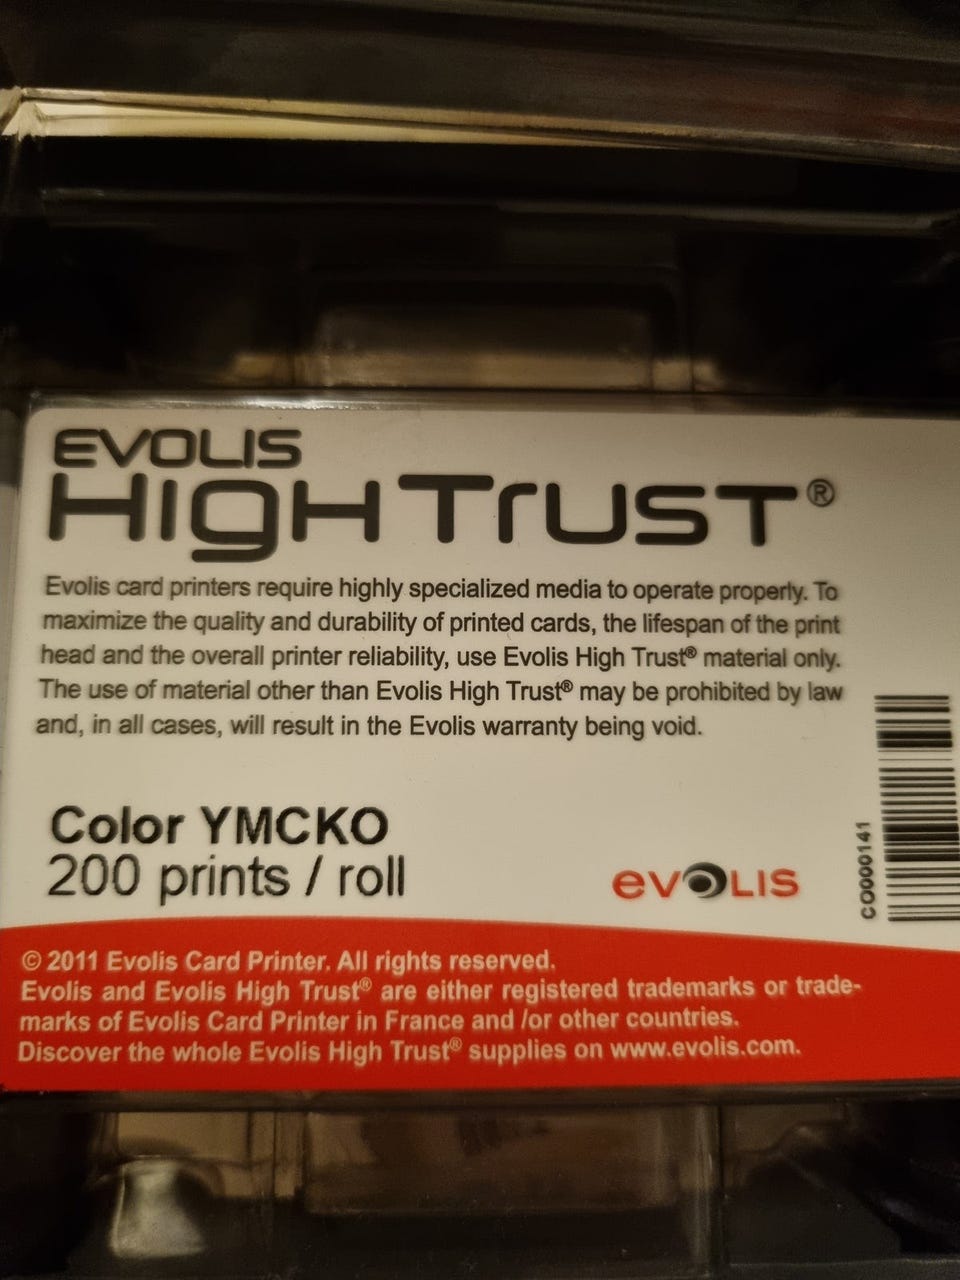 EVOLIS
HIGH TRUST®
Evolis card printers require highly specialized media to operate properly. To
maximize the quality and durability of printed cards, the lifespan of the print
head and the overall printer reliability, use Evolis High Trust® material only.
The use of material other than Evolis High Trust® may be prohibited by law
and, in all cases, will result in the Evolis warranty being void.
Color YMCKO
200 prints / roll
evolis
CO000141
© 2011 Evolis Card Printer. All rights reserved.
Evolis and Evolis High Trust® are either registered trademarks or trade-
marks of Evolis Card Printer in France and /or other countries.
Discover the whole Evolis High Trust® supplies on www.evolis.com.